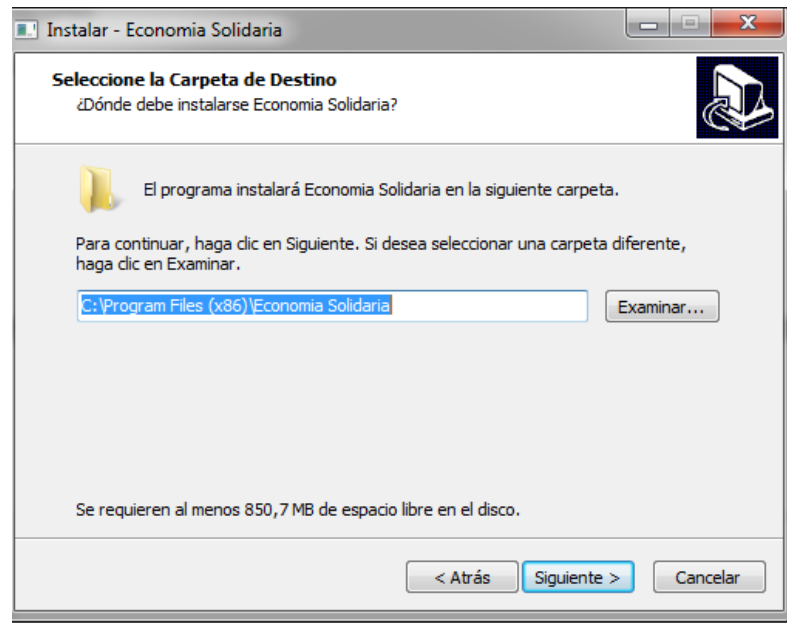 Instalar - Economia Solidaria
Seleccione la Carpeta de Destino
¿Dónde debe instalarse Economia Solidaria?
El programa instalará Economia Solidaria en la siguiente carpeta.
Para continuar, haga clic en Siguiente. Si desea seleccionar una carpeta diferente,
haga clic en Examinar.
C:\Program Files (x86)\Economia Solidaria
Examinar...
Se requieren al menos 850,7 MB de espacio libre en el disco.
< Atrás
Siguiente >
Cancelar